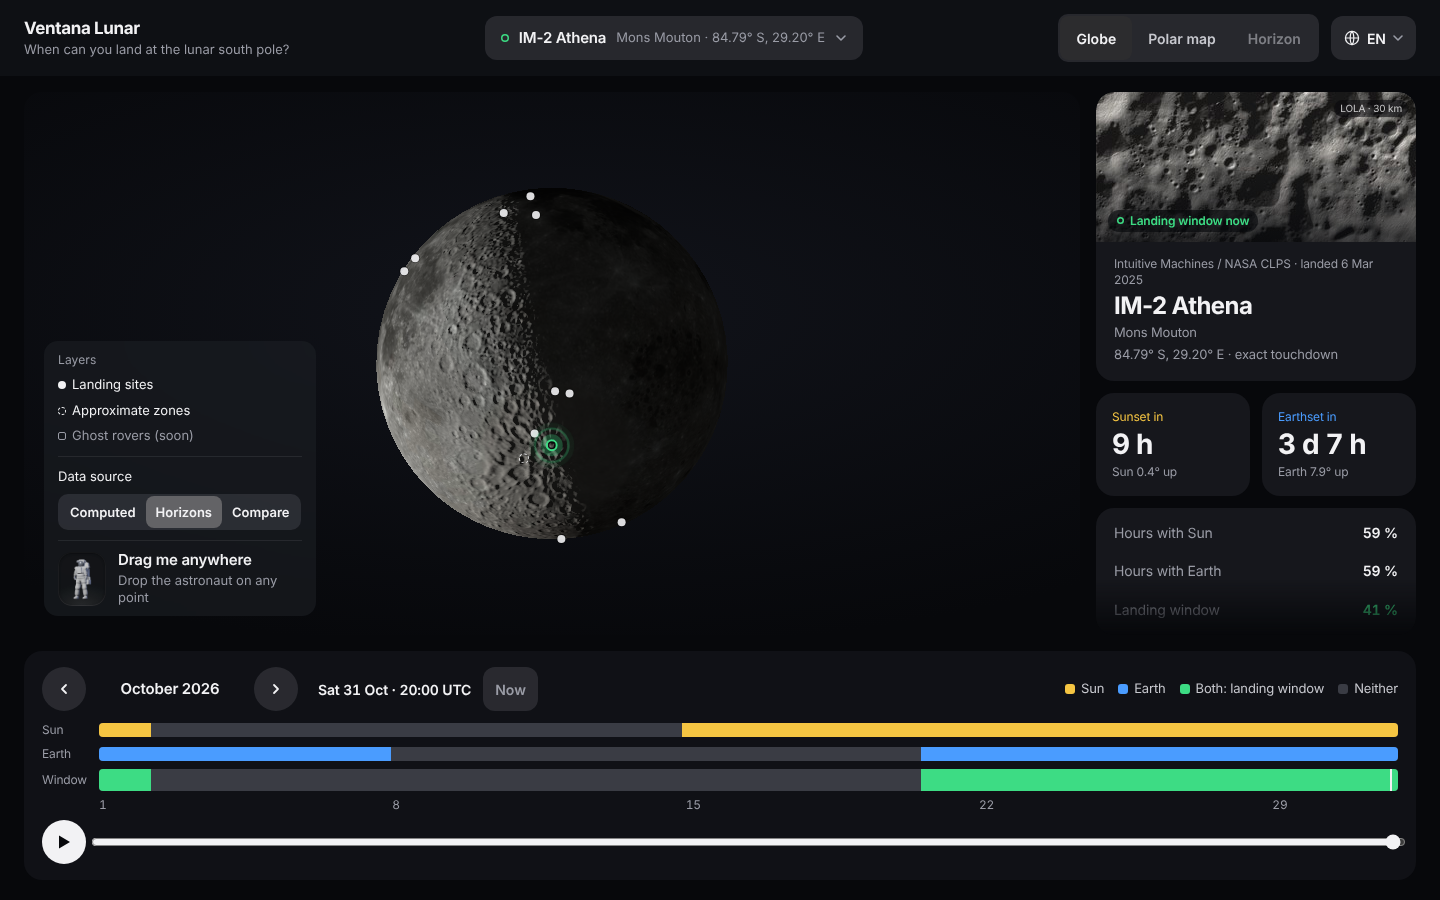 Ventana Lunar
When can you land at the lunar south pole?
IM-2 Athena Mons Mouton · 84.79° S, 29.20° E
Globe Polar map Horizon
EN
LOLA · 30 km
Landing window now
Intuitive Machines / NASA CLPS · landed 6 Mar
2025
IM-2 Athena
Mons Mouton
84.79° S, 29.20° E · exact touchdown
Layers
Landing sites
Approximate zones
Ghost rovers (soon)
Data source
Computed Horizons Compare
Drag me anywhere
Drop the astronaut on any
point
Sunset in
9 h
Sun 0.4° up
Earthset in
3 d 7 h
Earth 7.9° up
Hours with Sun 59 %
Hours with Earth 59 %
Landing window 41 %
October 2026
Sat 31 Oct · 20:00 UTC
Now
Sun Earth Both: landing window Neither
Sun
Earth
Window
1 8 15 22 29